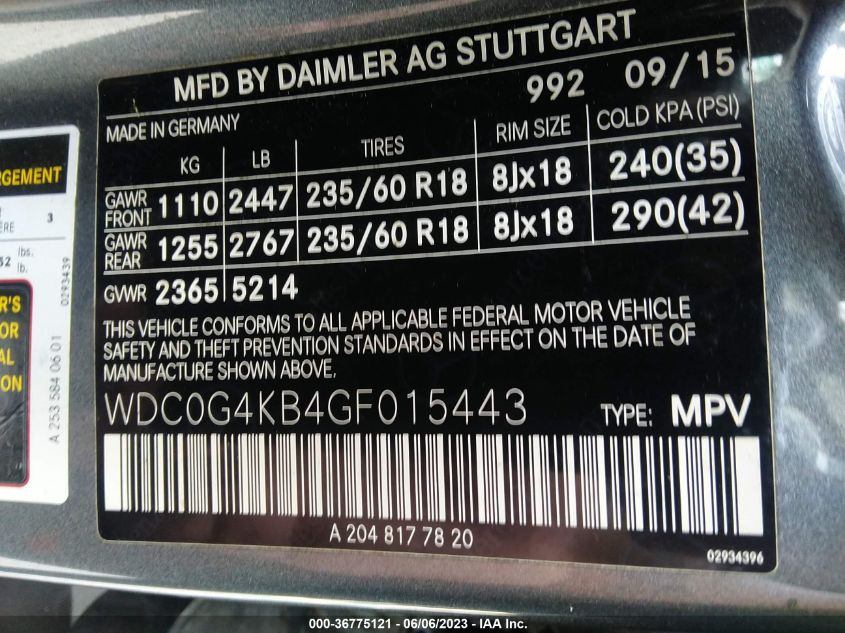 MFD BY DAIMLER AG STUTTGART
992 09/15
MADE IN GERMANY
KG LB TIRES RIM SIZE COLD KPA (PSI)
GAWR FRONT 1110 2447 235/60 R18 8Jx18 240(35)
GAWR REAR 1255 2767 235/60 R18 8Jx18 290(42)
GVWR 2365 5214
THIS VEHICLE CONFORMS TO ALL APPLICABLE FEDERAL MOTOR VEHICLE
SAFETY AND THEFT PREVENTION STANDARDS IN EFFECT ON THE DATE OF
MANUFACTURE SHOWN ABOVE.
WDC0G4KB4GF015443 TYPE: MPV
A 204 817 78 20
02934396
3
lbs.
lb.
0293439
A 253 584 06 01
000-36775121 - 06/06/2023 - IAA Inc.